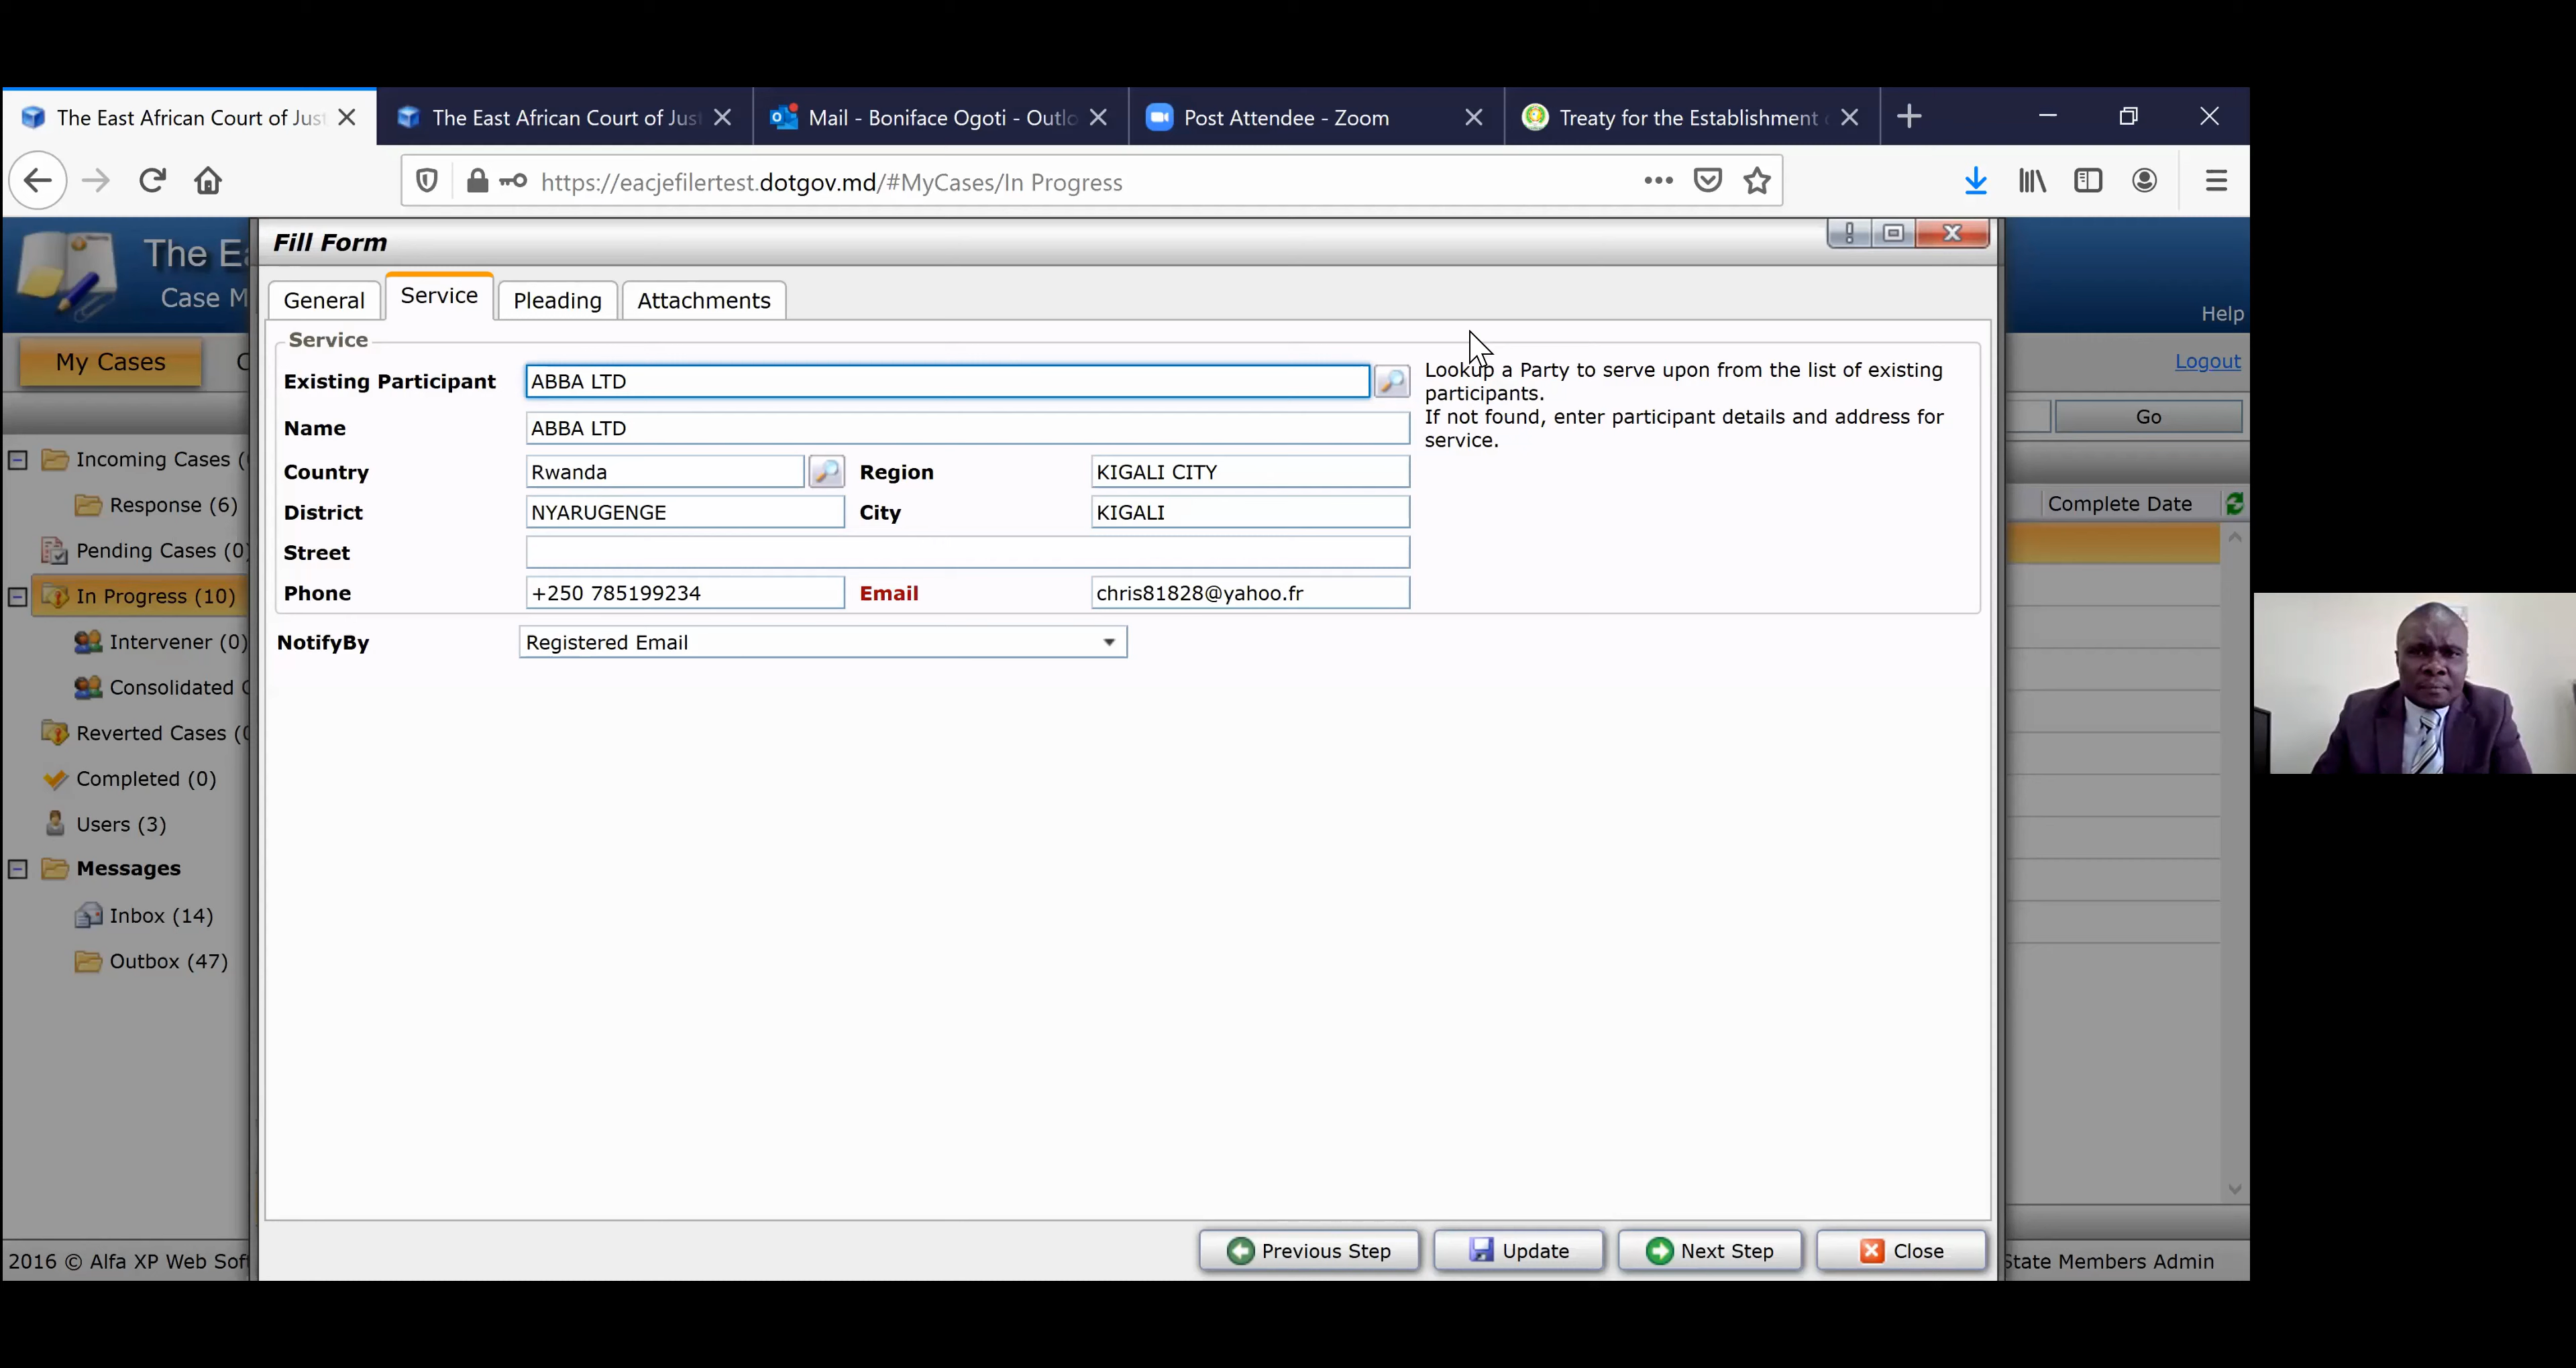 The East African Court of Just
The East African Court of Just
Mail - Boniface Ogoti - Outlo
Post Attendee - Zoom
Treaty for the Establishment
https://eacjefilertest.dotgov.md/#MyCases/In Progress
The Ea
Case M
Help
My Cases
C
Logout
Go
Incoming Cases (
Response (6)
Pending Cases (0)
In Progress (10)
Intervener (0)
Consolidated C
Reverted Cases (0
Completed (0)
Users (3)
Messages
Inbox (14)
Outbox (47)
Complete Date
Fill Form
General
Service
Pleading
Attachments
Service
Existing Participant
ABBA LTD
Lookup a Party to serve upon from the list of existing
participants.
If not found, enter participant details and address for
service.
Name
ABBA LTD
Country
Rwanda
Region
KIGALI CITY
District
NYARUGENGE
City
KIGALI
Street
Phone
+250 785199234
Email
chris81828@yahoo.fr
NotifyBy
Registered Email
Previous Step
Update
Next Step
Close
2016 © Alfa XP Web Sof
State Members Admin